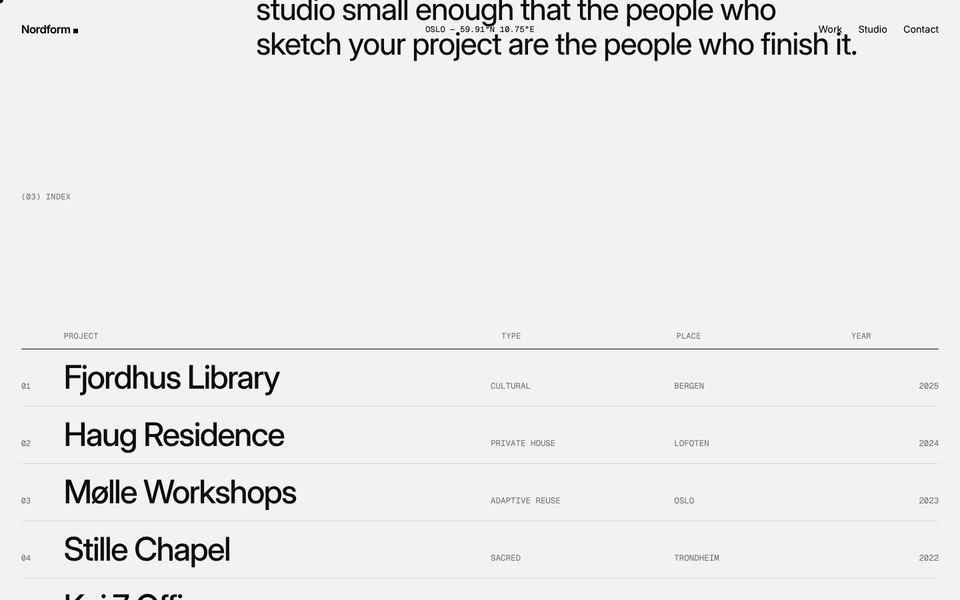 studio small enough that the people who
Nordform
OSLO — 59.91°N 10.75°E
Work
Studio
Contact
sketch your project are the people who finish it.
(03) INDEX
PROJECT TYPE PLACE YEAR
01 Fjordhus Library CULTURAL BERGEN 2025
02 Haug Residence PRIVATE HOUSE LOFOTEN 2024
03 Mølle Workshops ADAPTIVE REUSE OSLO 2023
04 Stille Chapel SACRED TRONDHEIM 2022